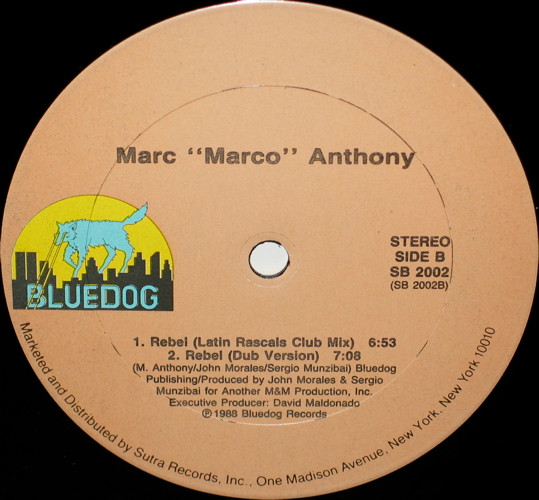 Marc “Marco” Anthony
STEREO
SIDE B
SB 2002
(SB 2002B)
BLUEDOG
1. Rebel (Latin Rascals Club Mix) 6:53
2. Rebel (Dub Version) 7:08
(M. Anthony/John Morales/Sergio Munzibai) Bluedog
Publishing/Produced by John Morales & Sergio
Munzibai for Another M&M Production, Inc.
Executive Producer: David Maldonado
℗1988 Bluedog Records
Marketed and Distributed by Sutra Records, Inc., One Madison Avenue, New York, New York 10010